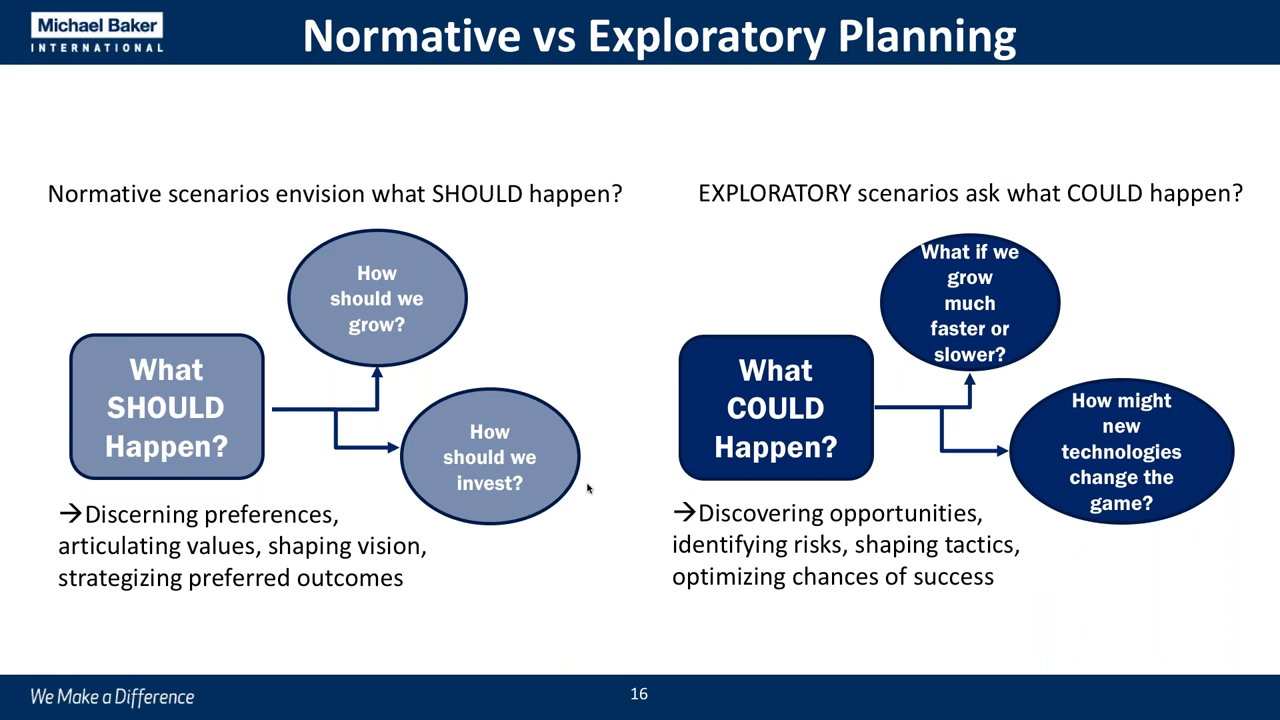 Michael Baker
INTERNATIONAL
Normative vs Exploratory Planning
Normative scenarios envision what SHOULD happen?
How
should we
grow?
What
SHOULD
Happen?
How
should we
invest?
→Discerning preferences,
articulating values, shaping vision,
strategizing preferred outcomes
EXPLORATORY scenarios ask what COULD happen?
What if we
grow
much
faster or
slower?
What
COULD
Happen?
How might
new
technologies
change the
game?
→Discovering opportunities,
identifying risks, shaping tactics,
optimizing chances of success
We Make a Difference
16